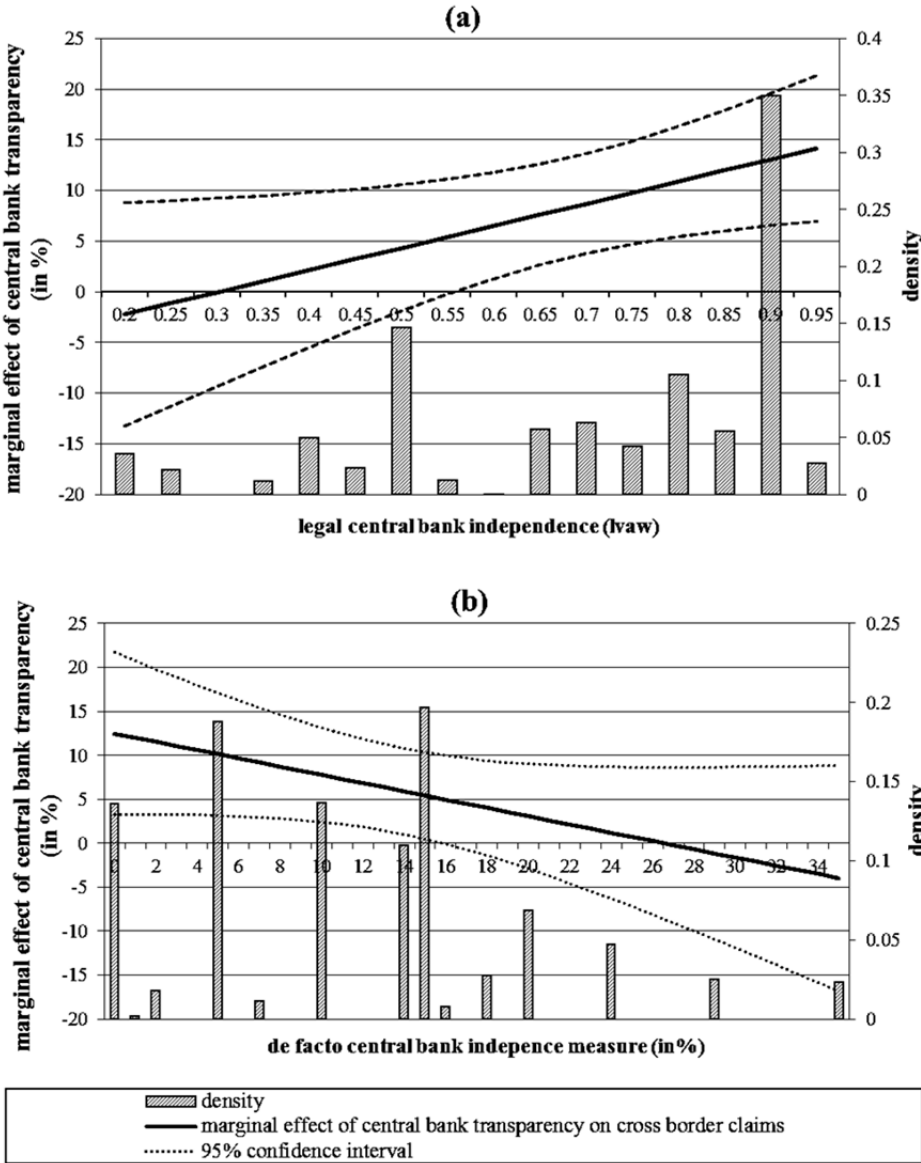 (a)
marginal effect of central bank transparency
(in %)
25
20
15
10
5
0
-5
-10
-15
-20
0.2 0.25 0.3 0.35 0.4 0.45 0.5 0.55 0.6 0.65 0.7 0.75 0.8 0.85 0.9 0.95
0.4
0.35
0.3
0.25
0.2
0.15
0.1
0.05
0
density
legal central bank independence (lvaw)
(b)
marginal effect of central bank transparency
(in %)
25
20
15
10
5
0
-5
-10
-15
-20
0 2 4 6 8 10 12 14 16 18 20 22 24 26 28 30 32 34
0.25
0.2
0.15
0.1
0.05
0
density
de facto central bank indepence measure (in%)
density
marginal effect of central bank transparency on cross border claims
95% confidence interval